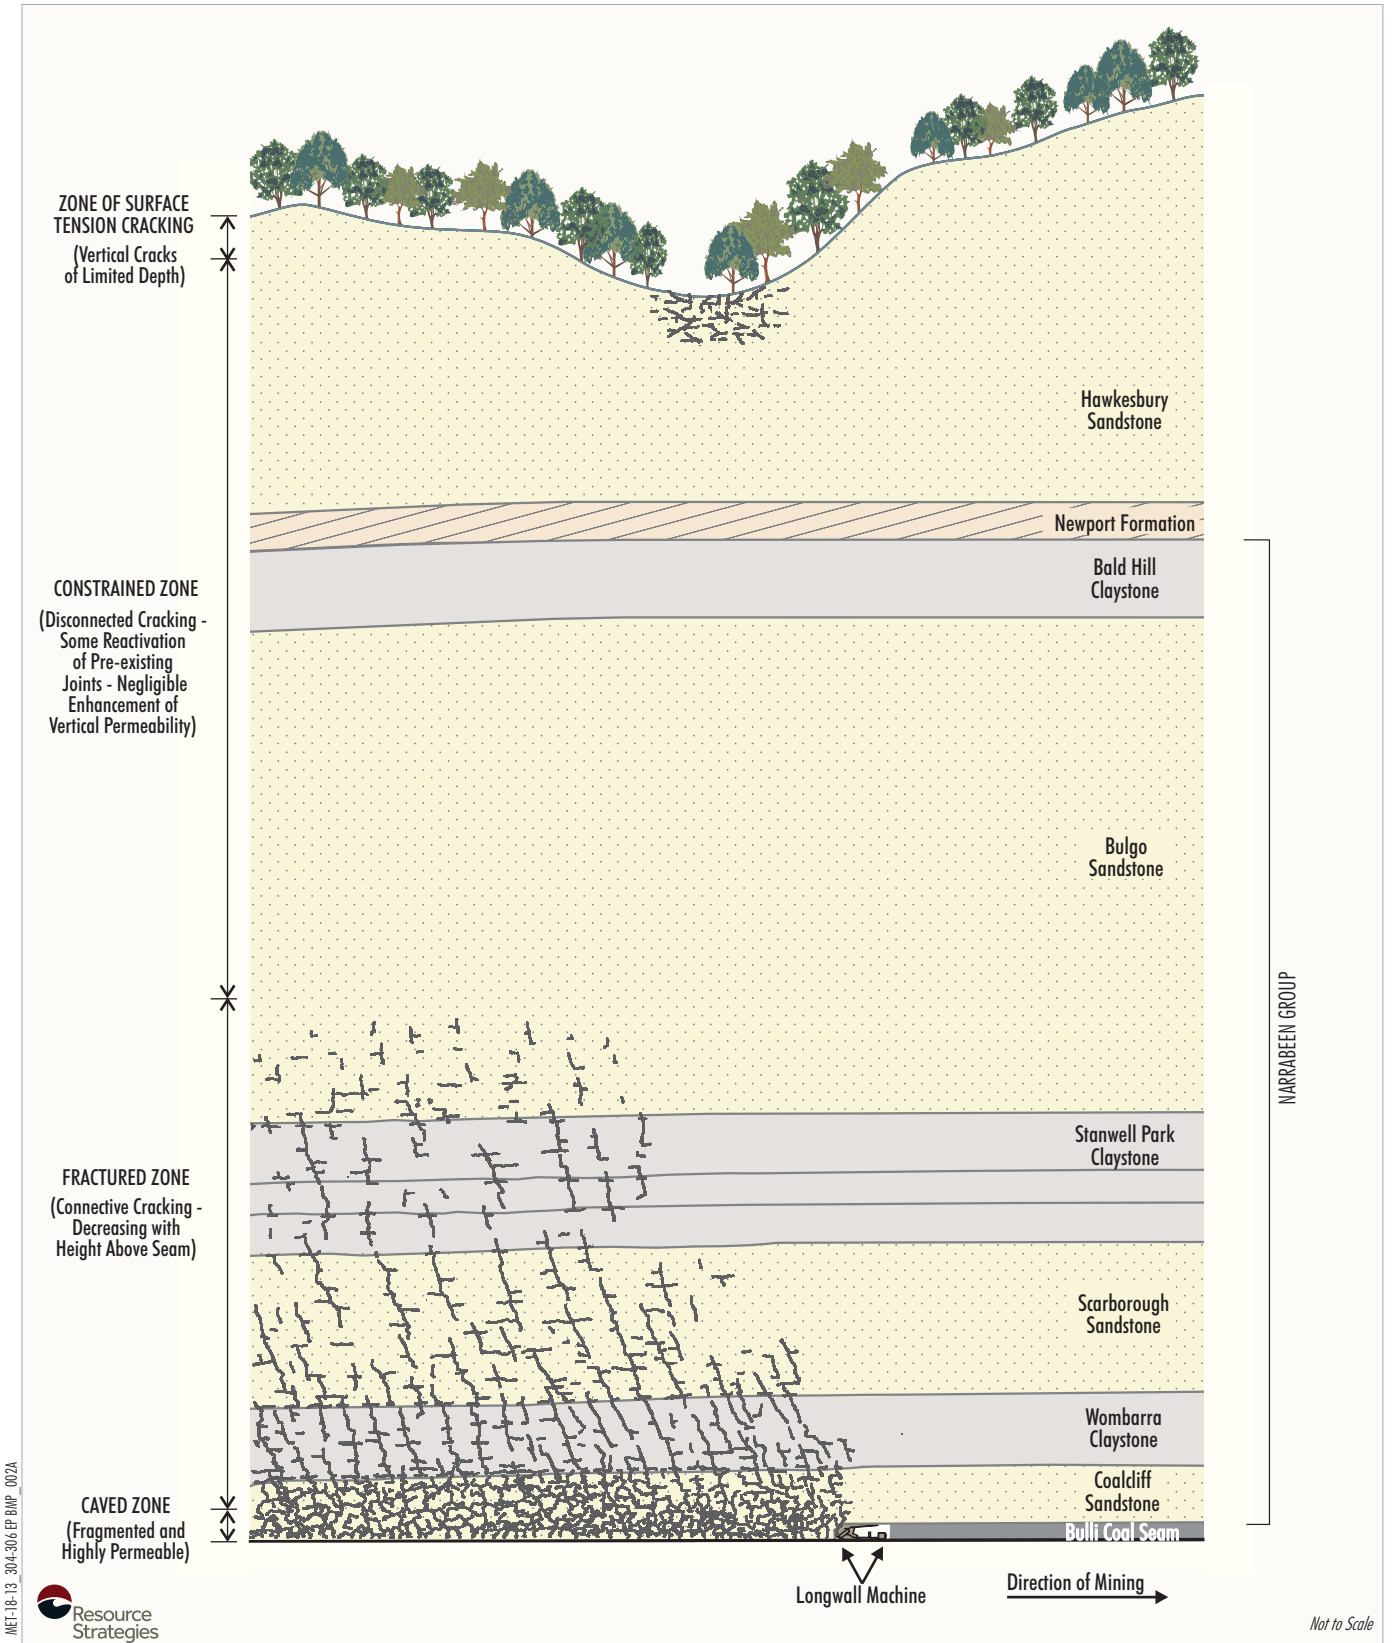 ZONE OF SURFACE
TENSION CRACKING
(Vertical Cracks
of Limited Depth)
Hawkesbury
Sandstone
Newport Formation
Bald Hill
Claystone
CONSTRAINED ZONE
(Disconnected Cracking -
Some Reactivation
of Pre-existing
Joints - Negligible
Enhancement of
Vertical Permeability)
Bulgo
Sandstone
NARRABEEN GROUP
Stanwell Park
Claystone
FRACTURED ZONE
(Connective Cracking -
Decreasing with
Height Above Seam)
Scarborough
Sandstone
Wombarra
Claystone
Coalcliff
Sandstone
CAVED ZONE
(Fragmented and
Highly Permeable)
Bulli Coal Seam
Longwall Machine
Direction of Mining
MET-18-13_304-306 EP BMP_002A
Resource
Strategies
Not to Scale